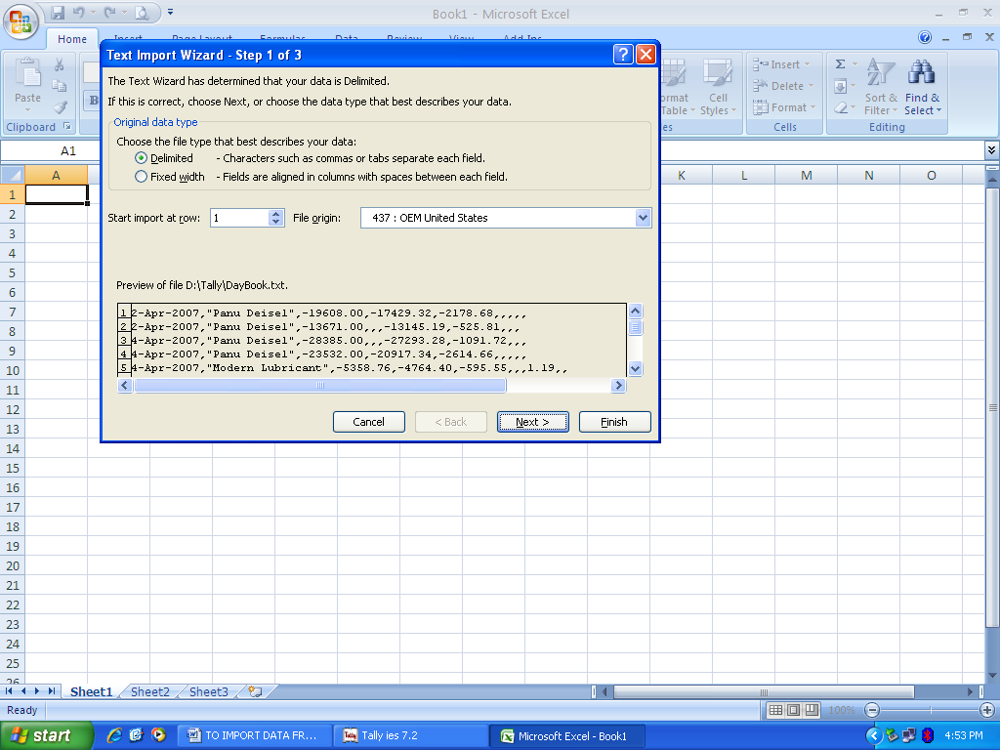 Book1 - Microsoft Excel
Home Insert Page Layout Formulas Data Review View Add-Ins
Text Import Wizard - Step 1 of 3
The Text Wizard has determined that your data is Delimited.
If this is correct, choose Next, or choose the data type that best describes your data.
Original data type
Choose the file type that best describes your data:
Delimited - Characters such as commas or tabs separate each field.
Fixed width - Fields are aligned in columns with spaces between each field.
Start import at row: 1 File origin: 437 : OEM United States
Preview of file D:\Tally\DayBook.txt.
1 2-Apr-2007,"Panu Deisel",-19608.00,-17429.32,-2178.68,,,,,
2 2-Apr-2007,"Panu Deisel",-13671.00,,,-13145.19,-525.81,,,
3 4-Apr-2007,"Panu Deisel",-28385.00,,,-27293.28,-1091.72,,,
4 4-Apr-2007,"Panu Deisel",-23532.00,-20917.34,-2614.66,,,,,
5 4-Apr-2007,"Modern Lubricant",-5358.76,-4764.40,-595.55,,,1.19,,
Cancel < Back Next > Finish
Paste
Clipboard
B
ormat Table
Cell Styles
es
Insert
Delete
Format
Cells
Σ
Sort & Filter
Find & Select
Editing
A1
A K L M N O
1
2
3
4
5
6
7
8
9
10
11
12
13
14
15
16
17
18
19
20
21
22
23
24
25
26
Sheet1 Sheet2 Sheet3
Ready 100%
start TO IMPORT DATA FR... Tally ies 7.2 Microsoft Excel - Book1 4:53 PM